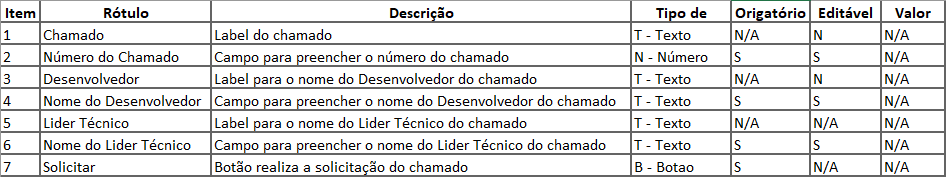 Item Rótulo Descrição Tipo de Origatório Editável Valor
1 Chamado Label do chamado T - Texto N/A N N/A
2 Número do Chamado Campo para preencher o número do chamado N - Número S S N/A
3 Desenvolvedor Label para o nome do Desenvolvedor do chamado T - Texto N/A N N/A
4 Nome do Desenvolvedor Campo para preencher o nome do Desenvolvedor do chamado T - Texto S S N/A
5 Lider Técnico Label para o nome do Lider Técnico do chamado T - Texto N/A N/A N/A
6 Nome do Lider Técnico Campo para preencher o nome do Lider Técnico do chamado T - Texto S S N/A
7 Solicitar Botão realiza a solicitação do chamado B - Botao S N/A N/A